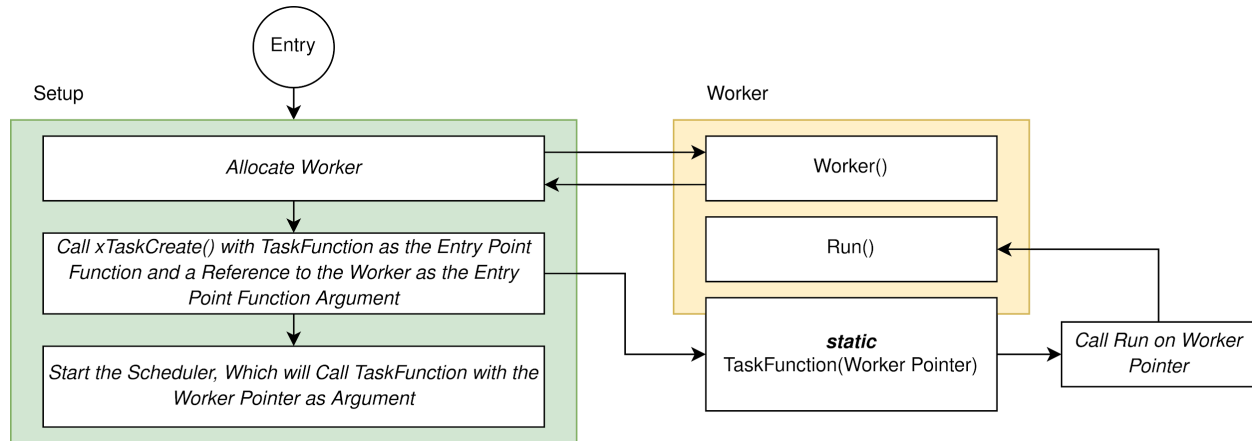 Entry
Setup
Worker
Allocate Worker
Worker()
Call xTaskCreate() with TaskFunction as the Entry Point
Function and a Reference to the Worker as the Entry
Point Function Argument
Run()
Start the Scheduler, Which will Call TaskFunction with the
Worker Pointer as Argument
static
TaskFunction(Worker Pointer)
Call Run on Worker
Pointer